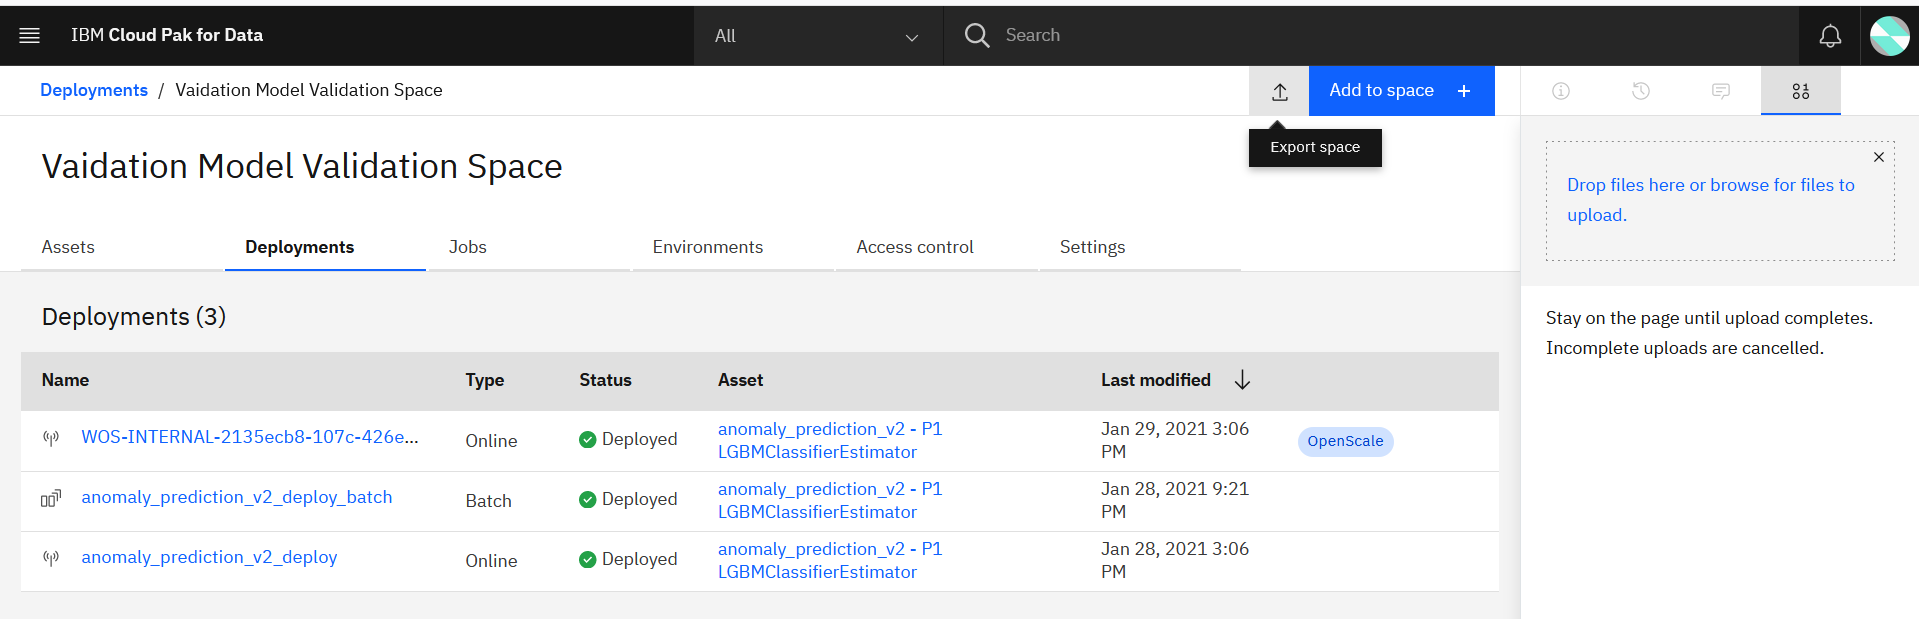 IBM Cloud Pak for Data
All
Search
Deployments / Vaidation Model Validation Space
Add to space +
Export space
Vaidation Model Validation Space
Assets
Deployments
Jobs
Environments
Access control
Settings
Deployments (3)
Name Type Status Asset Last modified
WOS-INTERNAL-2135ecb8-107c-426e... Online Deployed anomaly_prediction_v2 - P1 Jan 29, 2021 3:06 OpenScale
LGBMClassifierEstimator PM
anomaly_prediction_v2_deploy_batch Batch Deployed anomaly_prediction_v2 - P1 Jan 28, 2021 9:21
LGBMClassifierEstimator PM
anomaly_prediction_v2_deploy Online Deployed anomaly_prediction_v2 - P1 Jan 28, 2021 3:06
LGBMClassifierEstimator PM
Drop files here or browse for files to
upload.
Stay on the page until upload completes.
Incomplete uploads are cancelled.